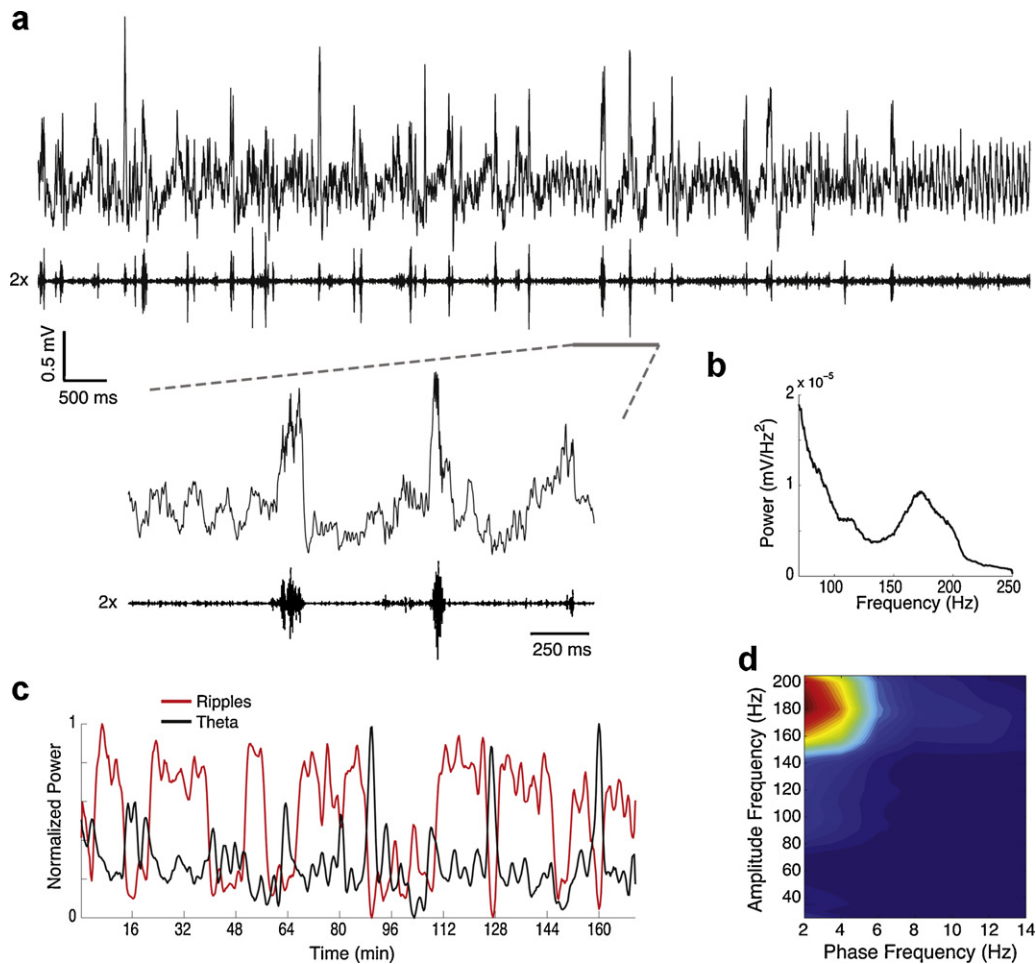 a
2x
0.5 mV
500 ms
2x
250 ms
b
2 × 10⁻⁵
1
0
Power (mV/Hz²)
100 150 200 250
Frequency (Hz)
c
Ripples
Theta
1
0
Normalized Power
16 32 48 64 80 96 112 128 144 160
Time (min)
d
200
180
160
140
120
100
80
60
40
Amplitude Frequency (Hz)
2 4 6 8 10 12 14
Phase Frequency (Hz)